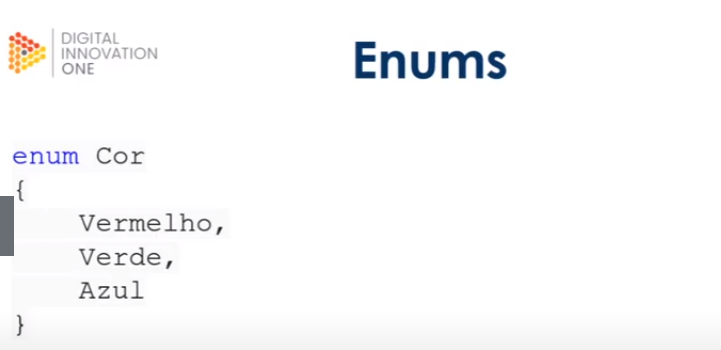 DIGITAL
INNOVATION
ONE
Enums
enum Cor
{
    Vermelho,
    Verde,
    Azul
}